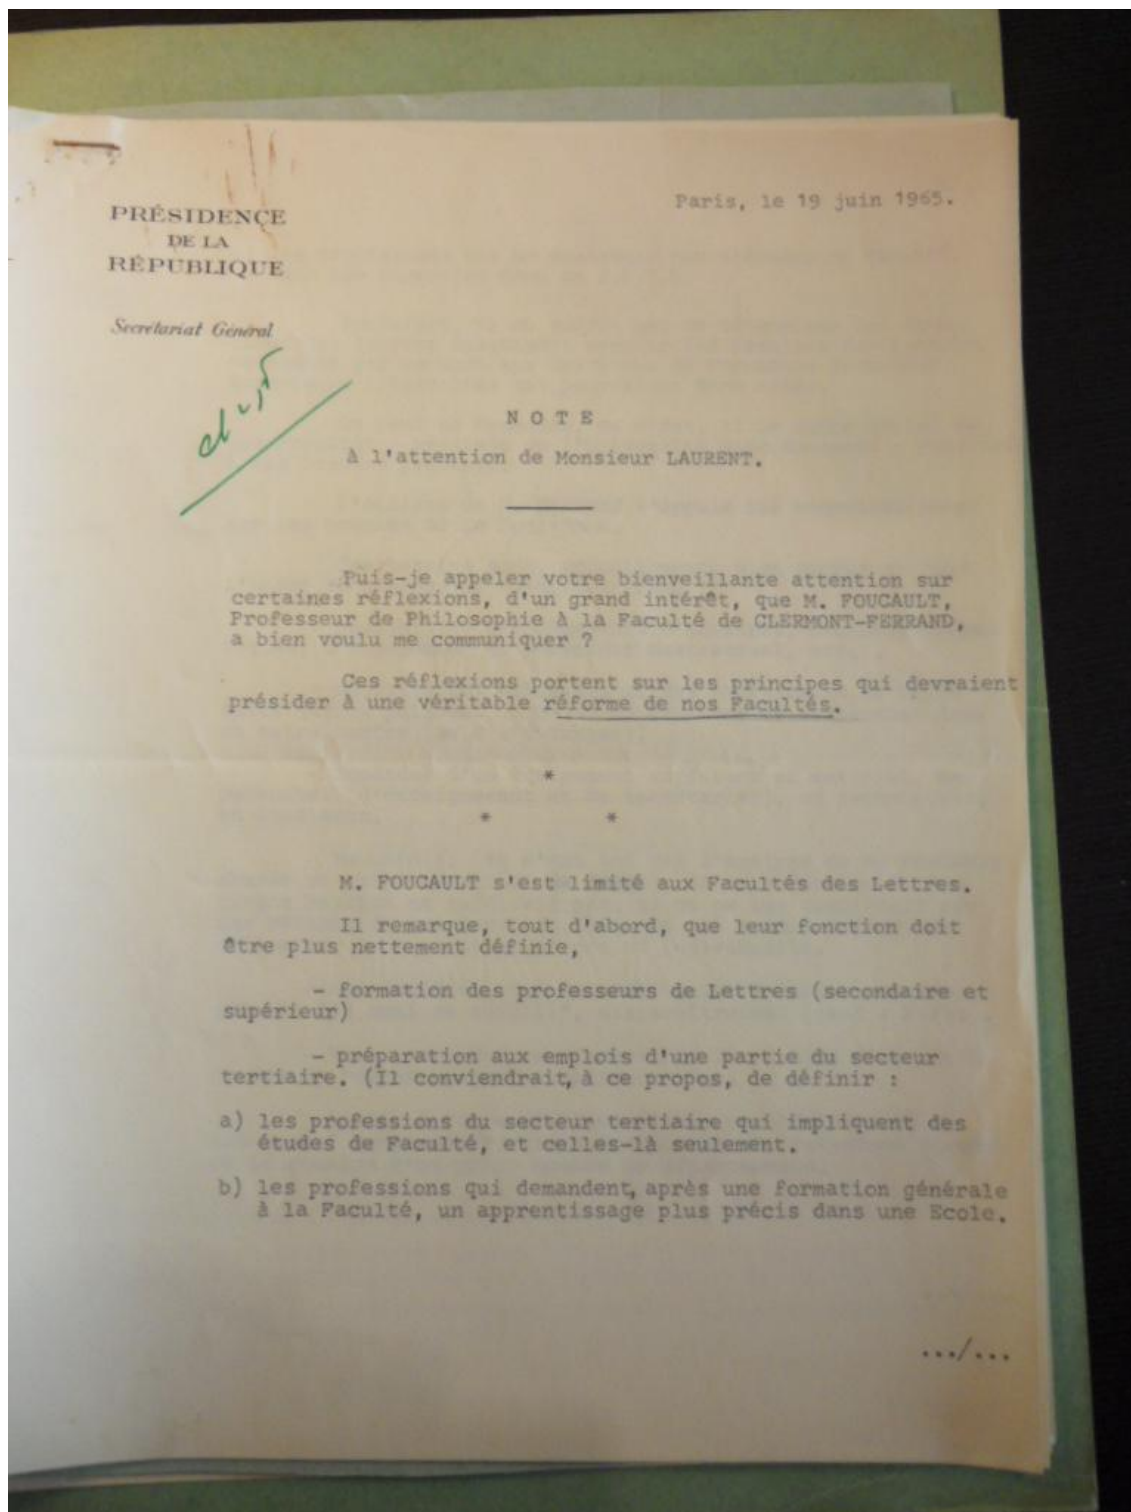 PRÉSIDENCE
DE LA
RÉPUBLIQUE
Secrétariat Général
Paris, le 19 juin 1965.
N O T E
à l'attention de Monsieur LAURENT.
Puis-je appeler votre bienveillante attention sur
certaines réflexions, d'un grand intérêt, que M. FOUCAULT,
Professeur de Philosophie à la Faculté de CLERMONT-FERRAND,
a bien voulu me communiquer ?
Ces réflexions portent sur les principes qui devraient
présider à une véritable réforme de nos Facultés.
*
* *
M. FOUCAULT s'est limité aux Facultés des Lettres.
Il remarque, tout d'abord, que leur fonction doit
être plus nettement définie,
- formation des professeurs de Lettres (secondaire et
supérieur)
- préparation aux emplois d'une partie du secteur
tertiaire. (Il conviendrait, à ce propos, de définir :
a) les professions du secteur tertiaire qui impliquent des
études de Faculté, et celles-là seulement.
b) les professions qui demandent, après une formation générale
à la Faculté, un apprentissage plus précis dans une Ecole.
.../...